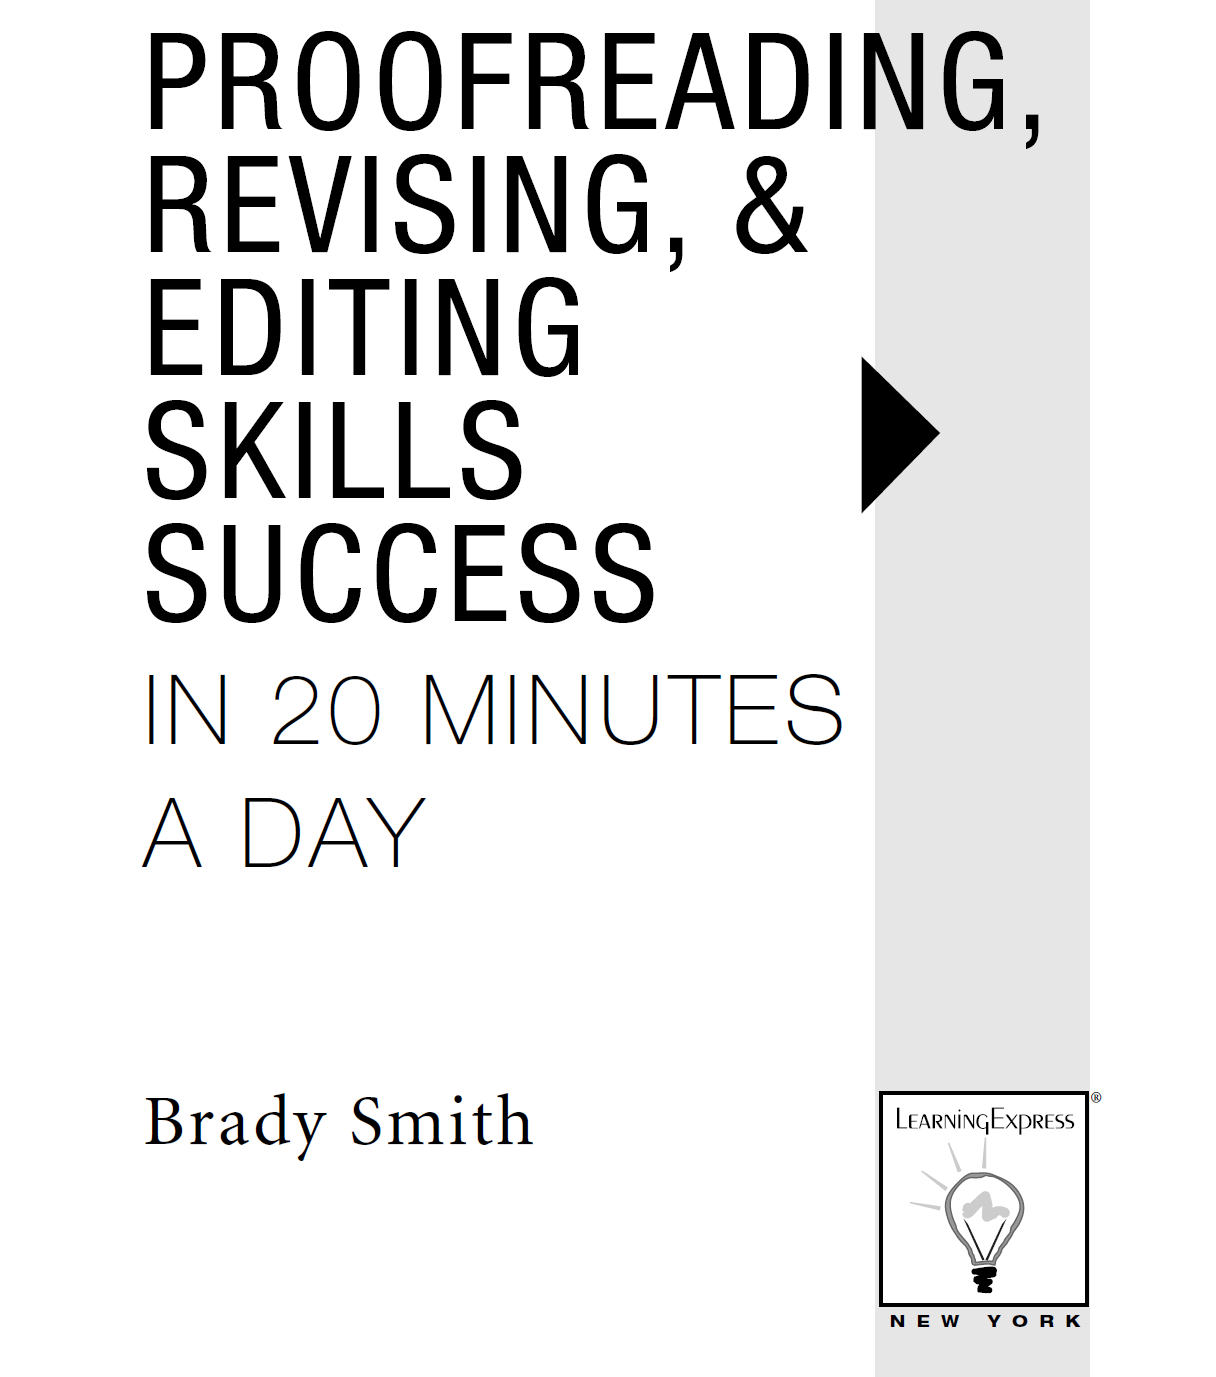 PROOFREADING,
REVISING, &
EDITING
SKILLS
SUCCESS
IN 20 MINUTES
A DAY
Brady Smith
®
LEARNINGEXPRESS
NEW YORK